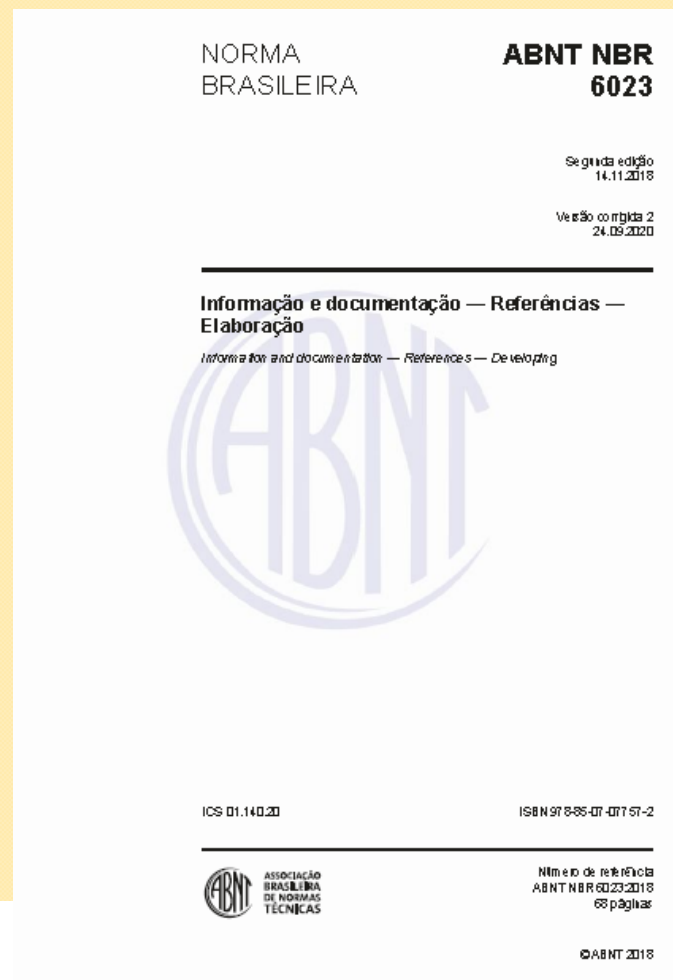 NORMA
BRASILEIRA
ABNT NBR
6023
Segunda edição
14.11.2018
Versão corrigida 2
24.09.2020
Informação e documentação — Referências —
Elaboração
Information and documentation — References — Developing
ABNT
ICS 01.140.20
ISBN 978-85-07-07757-2
ABNT
ASSOCIAÇÃO
BRASILEIRA
DE NORMAS
TÉCNICAS
Número de referência
ABNT NBR 6023:2018
68 páginas
© ABNT 2018